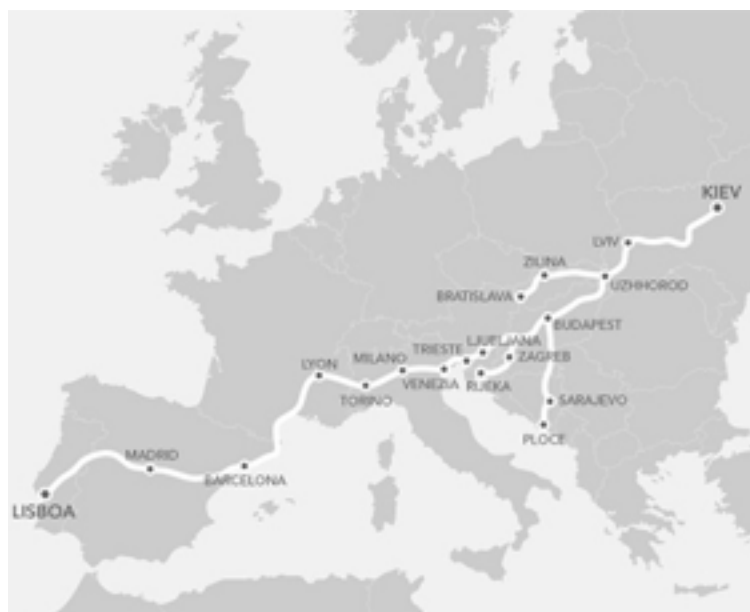 KIEV
LVIV
ZILINA
UZHHOROD
BRATISLAVA
BUDAPEST
LJUBLJANA
TRIESTE
ZAGREB
MILANO
LYON
VENEZIA
RIJEKA
TORINO
SARAJEVO
PLOCE
MADRID
BARCELONA
LISBOA